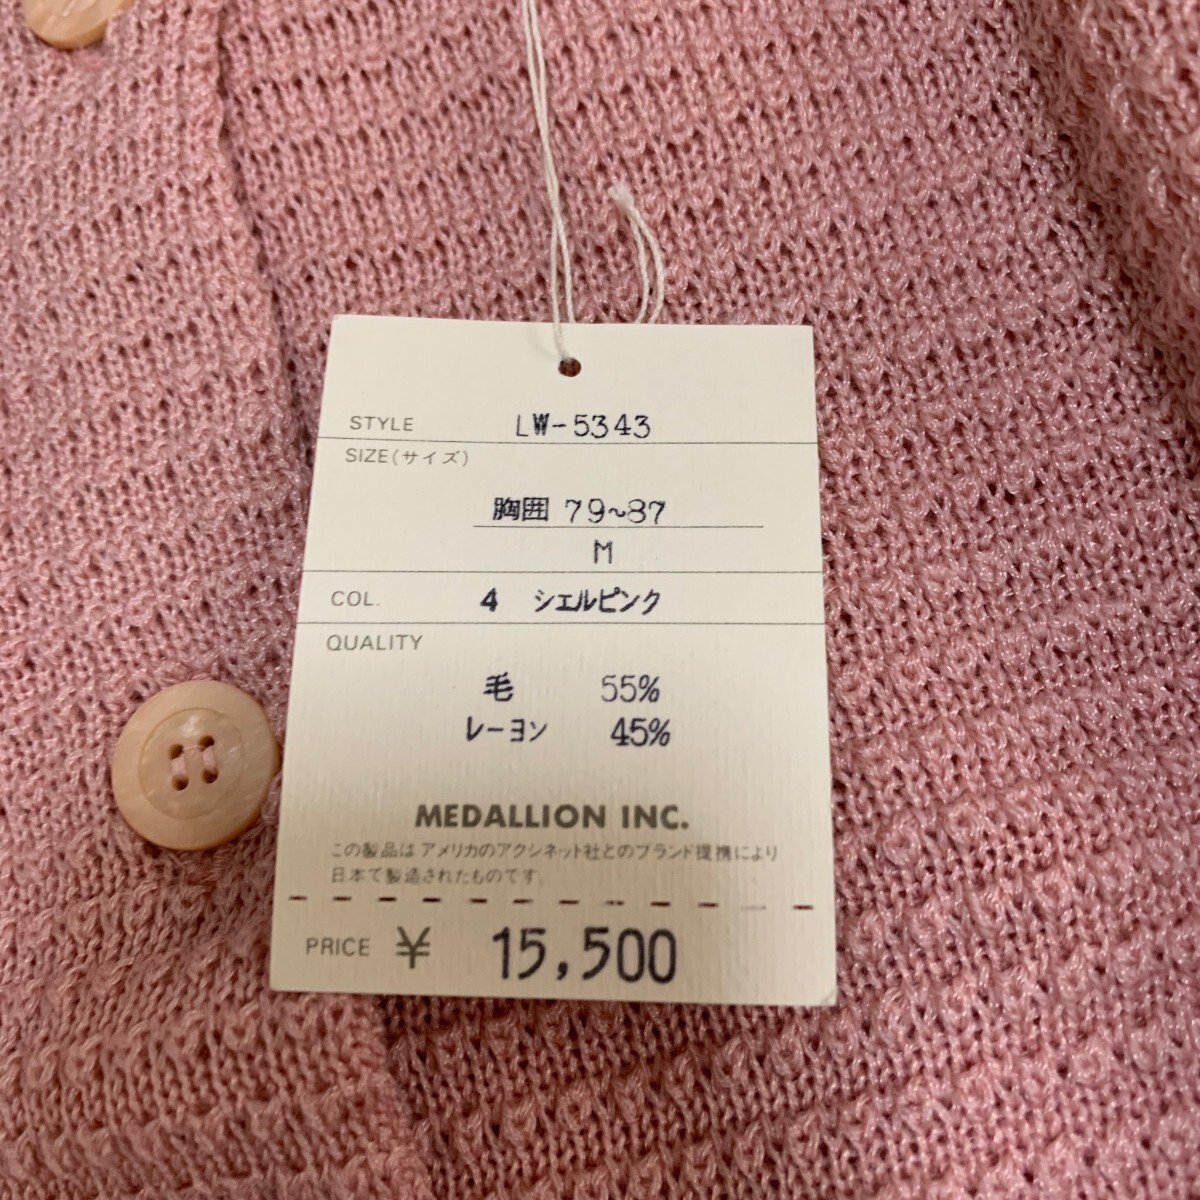 STYLE LW-5343
SIZE(サイズ)
胸囲 79~87
M
COL. 4 シェルピンク
QUALITY
毛 55%
レーヨン 45%
MEDALLION INC.
この製品は アメリカのアクシネット社とのブランド提携により
日本で製造されたものです。
PRICE ¥ 15,500